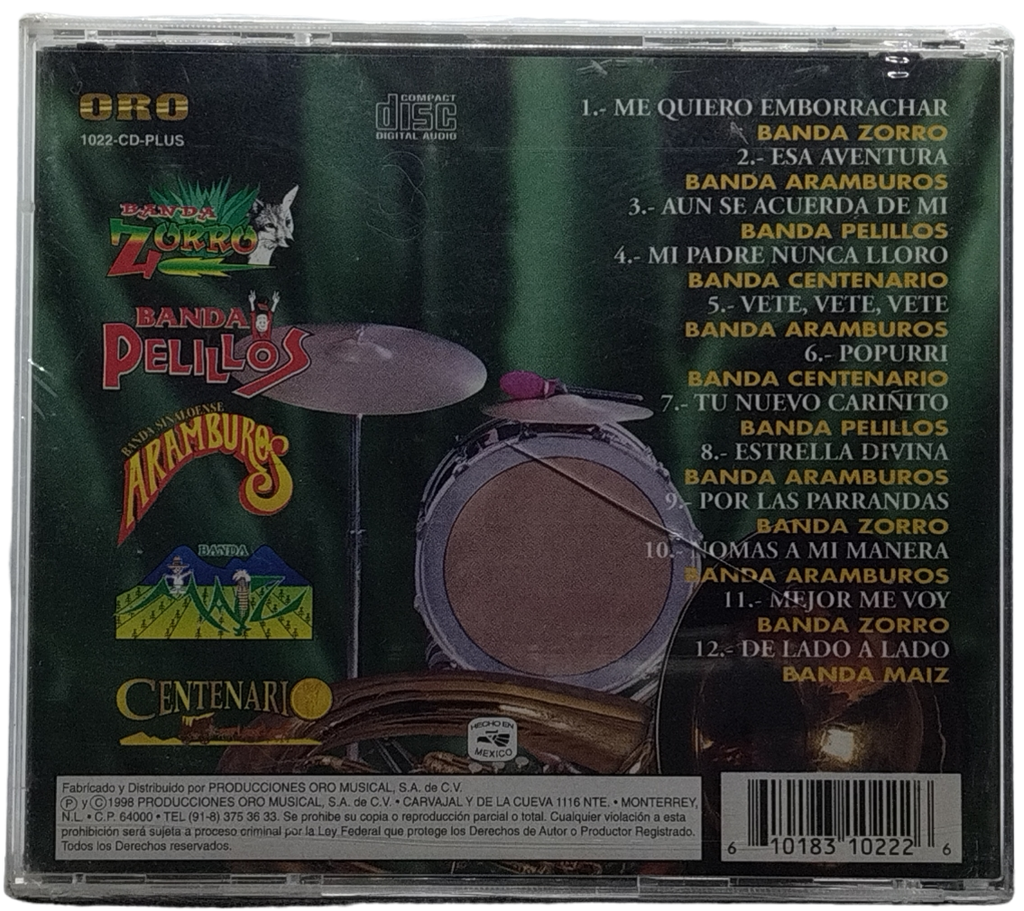 ORO
1022-CD-PLUS
COMPACT
disc
DIGITAL AUDIO
1.- ME QUIERO EMBORRACHAR
BANDA ZORRO
2.- ESA AVENTURA
BANDA ARAMBUROS
3.- AUN SE ACUERDA DE MI
BANDA PELILLOS
4.- MI PADRE NUNCA LLORO
BANDA CENTENARIO
5.- VETE, VETE, VETE
BANDA ARAMBUROS
6.- POPURRI
BANDA CENTENARIO
7.- TU NUEVO CARIÑITO
BANDA PELILLOS
8.- ESTRELLA DIVINA
BANDA ARAMBUROS
9.- POR LAS PARRANDAS
BANDA ZORRO
10.- NOMAS A MI MANERA
BANDA ARAMBUROS
11.- MEJOR ME VOY
BANDA ZORRO
12.- DE LADO A LADO
BANDA MAIZ
BANDA
ZORRO
BANDA
PELILLOS
BANDA SINALOENSE
ARAMBUROS
BANDA
MAIZ
CENTENARIO
HECHO EN
MEXICO
Fabricado y Distribuido por PRODUCCIONES ORO MUSICAL, S.A. de C.V.
Ⓟ y Ⓒ 1998 PRODUCCIONES ORO MUSICAL, S.A. de C.V. • CARVAJAL Y DE LA CUEVA 1116 NTE. • MONTERREY,
N.L. • C.P. 64000 • TEL (91-8) 375 36 33. Se prohibe su copia o reproducción parcial o total. Cualquier violación a esta
prohibición será sujeta a proceso criminal por la Ley Federal que protege los Derechos de Autor o Productor Registrado.
Todos los Derechos reservados.
6 10183 10222 6